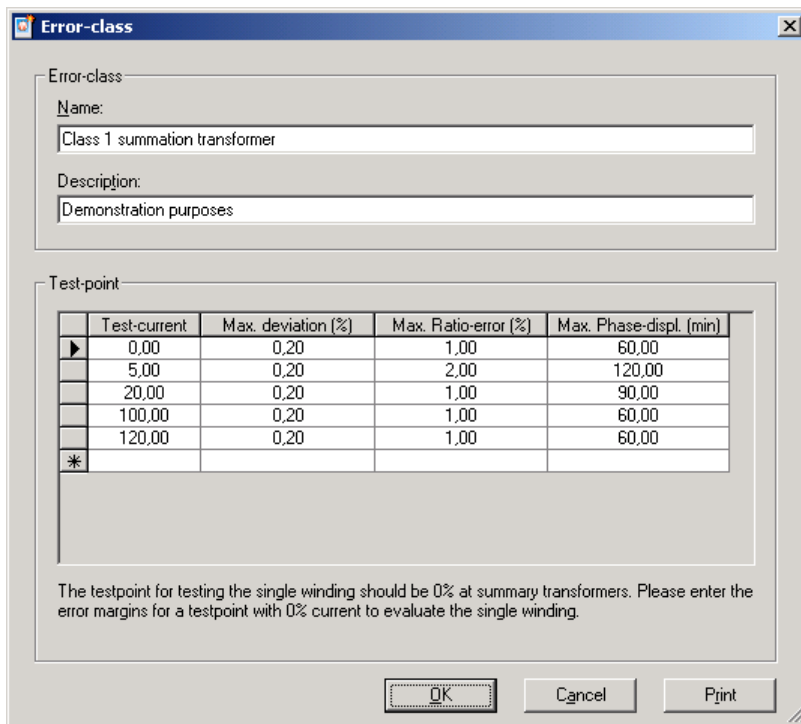 Error-class
Error-class
Name:
Class 1 summation transformer
Description:
Demonstration purposes
Test-point
Test-current Max. deviation (%) Max. Ratio-error (%) Max. Phase-displ. (min)
0,00 0,20 1,00 60,00
5,00 0,20 2,00 120,00
20,00 0,20 1,00 90,00
100,00 0,20 1,00 60,00
120,00 0,20 1,00 60,00
The testpoint for testing the single winding should be 0% at summary transformers. Please enter the
error margins for a testpoint with 0% current to evaluate the single winding.
OK Cancel Print